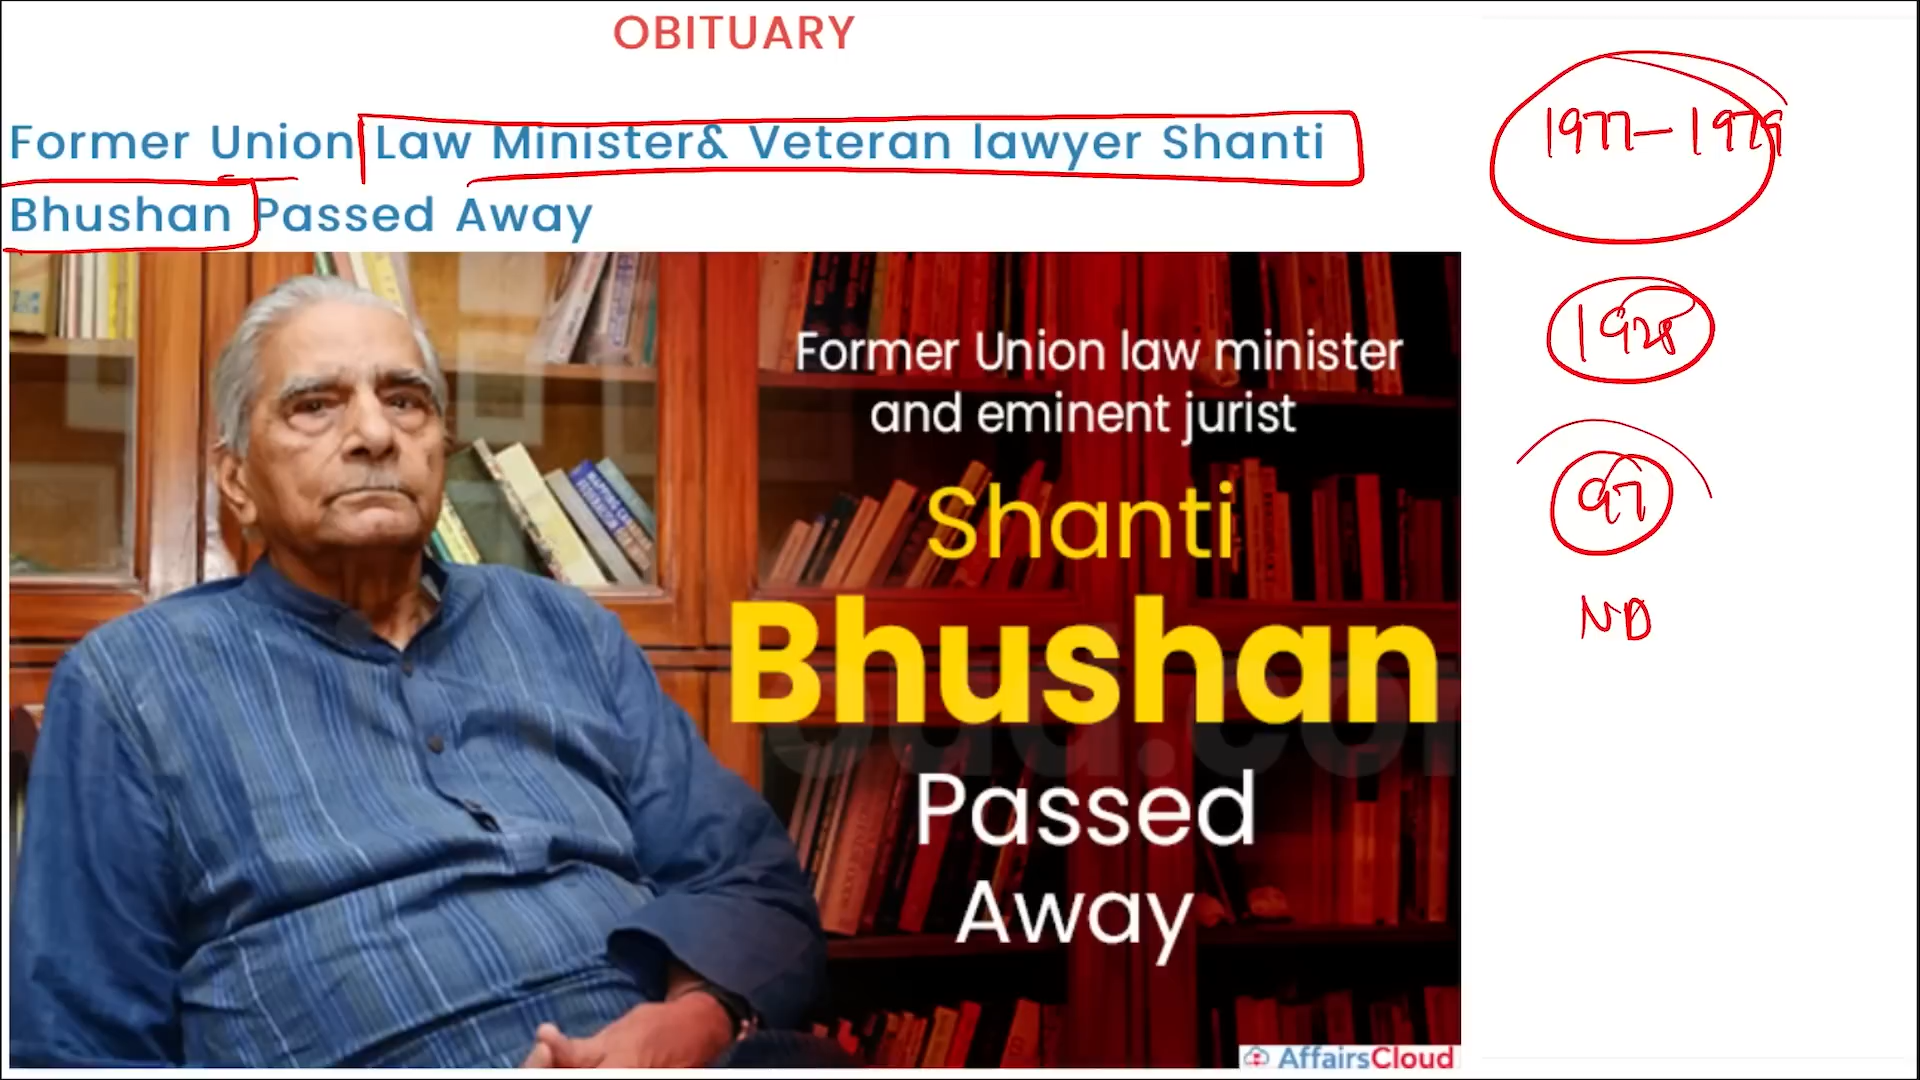 OBITUARY
Former Union Law Minister& Veteran lawyer Shanti
Bhushan Passed Away
1977-1979
1925
97
ND
Former Union law minister
and eminent jurist
Shanti
Bhushan
Passed
Away
AffairsCloud